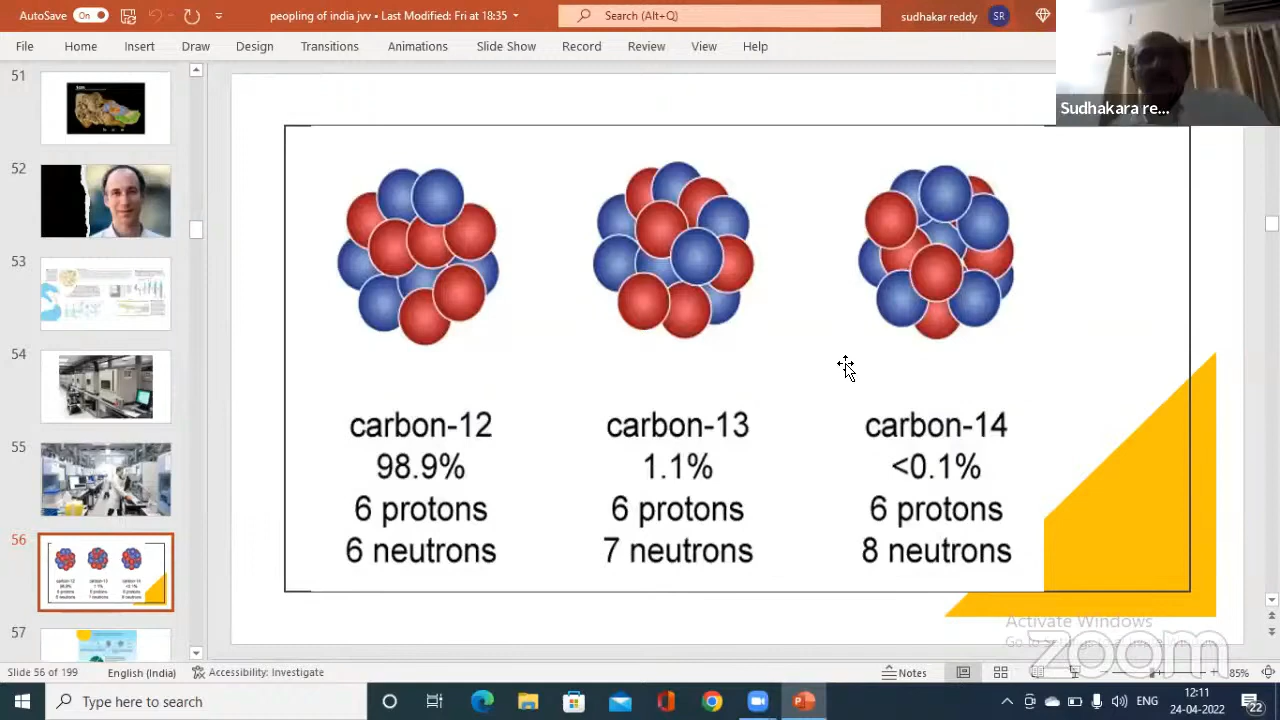 AutoSave On peopling of india jvv • Last Modified: Fri at 18:35 Search (Alt+Q) sudhakar reddy SR
File Home Insert Draw Design Transitions Animations Slide Show Record Review View Help
Sudhakara re...
51
52
53
54
55
56
57
carbon-12
98.9%
6 protons
6 neutrons
carbon-13
1.1%
6 protons
7 neutrons
carbon-14
<0.1%
6 protons
8 neutrons
Activate Windows
zoom
Slide 56 of 199 English (India) Accessibility: Investigate Notes 85%
Type here to search ENG 12:11
24-04-2022 22